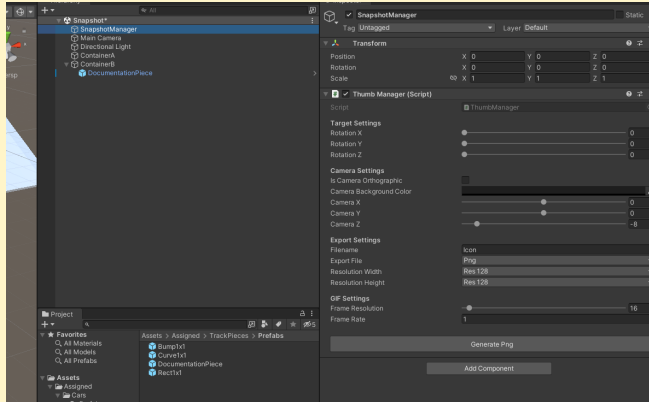 All
Snapshot*
SnapshotManager
Main Camera
Directional Light
ContainerA
ContainerB
DocumentationPiece
Project
Favorites
All Materials
All Models
All Prefabs
Assets
Assigned
Cars
Assets > Assigned > TrackPieces > Prefabs
Bump1x1
Curve1x1
DocumentationPiece
Rect1x1
SnapshotManager
Static
Tag Untagged Layer Default
Transform
Position X 0 Y 0 Z 0
Rotation X 0 Y 0 Z 0
Scale X 1 Y 1 Z 1
Thumb Manager (Script)
Script ThumbManager
Target Settings
Rotation X 0
Rotation Y 0
Rotation Z 0
Camera Settings
Is Camera Orthographic
Camera Background Color
Camera X 0
Camera Y 0
Camera Z -8
Export Settings
Filename Icon
Export File Png
Resolution Width Res 128
Resolution Height Res 128
GIF Settings
Frame Resolution 16
Frame Rate 1
Generate Png
Add Component